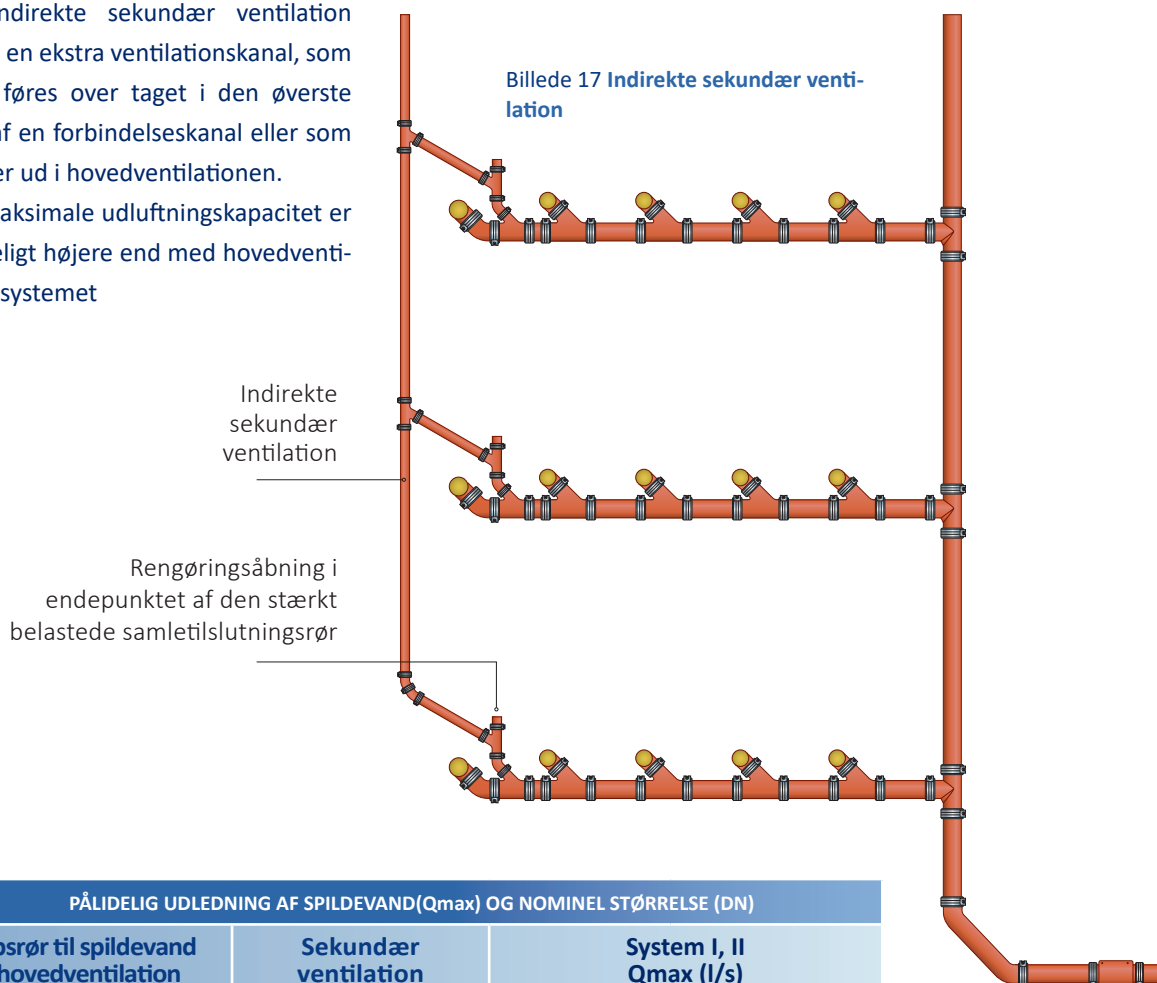 indirekte sekundær ventilation
en ekstra ventilationskanal, som
føres over taget i den øverste
af en forbindelseskanal eller som
er ud i hovedventilationen.
aksimale udluftningskapacitet er
eligt højere end med hovedventi-
systemet
Billede 17 Indirekte sekundær venti-
lation
Indirekte
sekundær
ventilation
Rengøringsåbning i
endepunktet af den stærkt
belastede samletilslutningsrør
PÅLIDELIG UDLEDNING AF SPILDEVAND(Qmax) OG NOMINEL STØRRELSE (DN)
psrør til spildevand
hovedventilation
Sekundær
ventilation
System I, II
Qmax (l/s)